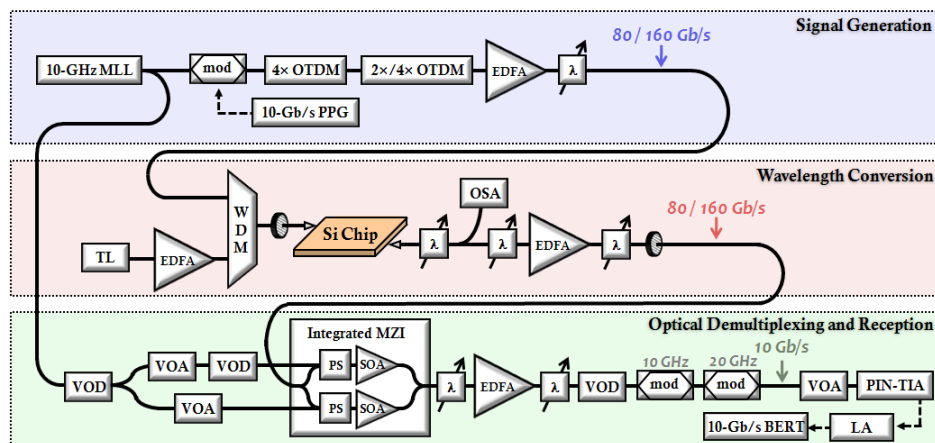 Signal Generation
80 / 160 Gb/s
10-GHz MLL
mod
4× OTDM
2×/4× OTDM
EDFA
λ
10-Gb/s PPG
Wavelength Conversion
WDM
OSA
80 / 160 Gb/s
Si Chip
λ
λ
EDFA
λ
TL
EDFA
Optical Demultiplexing and Reception
Integrated MZI
10 GHz
20 GHz
10 Gb/s
VOA
VOD
PS
SOA
VOD
λ
EDFA
λ
VOD
mod
mod
VOA
PIN-TIA
VOA
PS
SOA
10-Gb/s BERT
LA